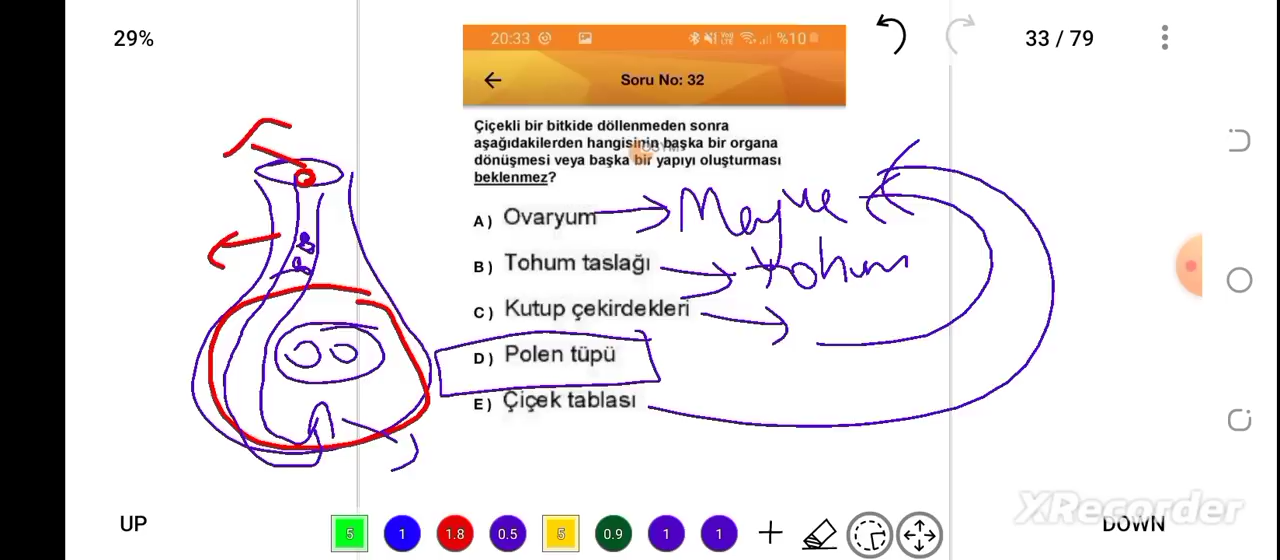 29%
20:33
%10
33 / 79
Soru No: 32
Çiçekli bir bitkide döllenmeden sonra
aşağıdakilerden hangisinin başka bir organa
dönüşmesi veya başka bir yapıyı oluşturması
beklenmez?
A) Ovaryum Meyve
B) Tohum taslağı tohum
C) Kutup çekirdekleri
D) Polen tüpü
E) Çiçek tablası
XRecorder
UP
5 1 1.8 0.5 5 0.9 1 1
DOWN